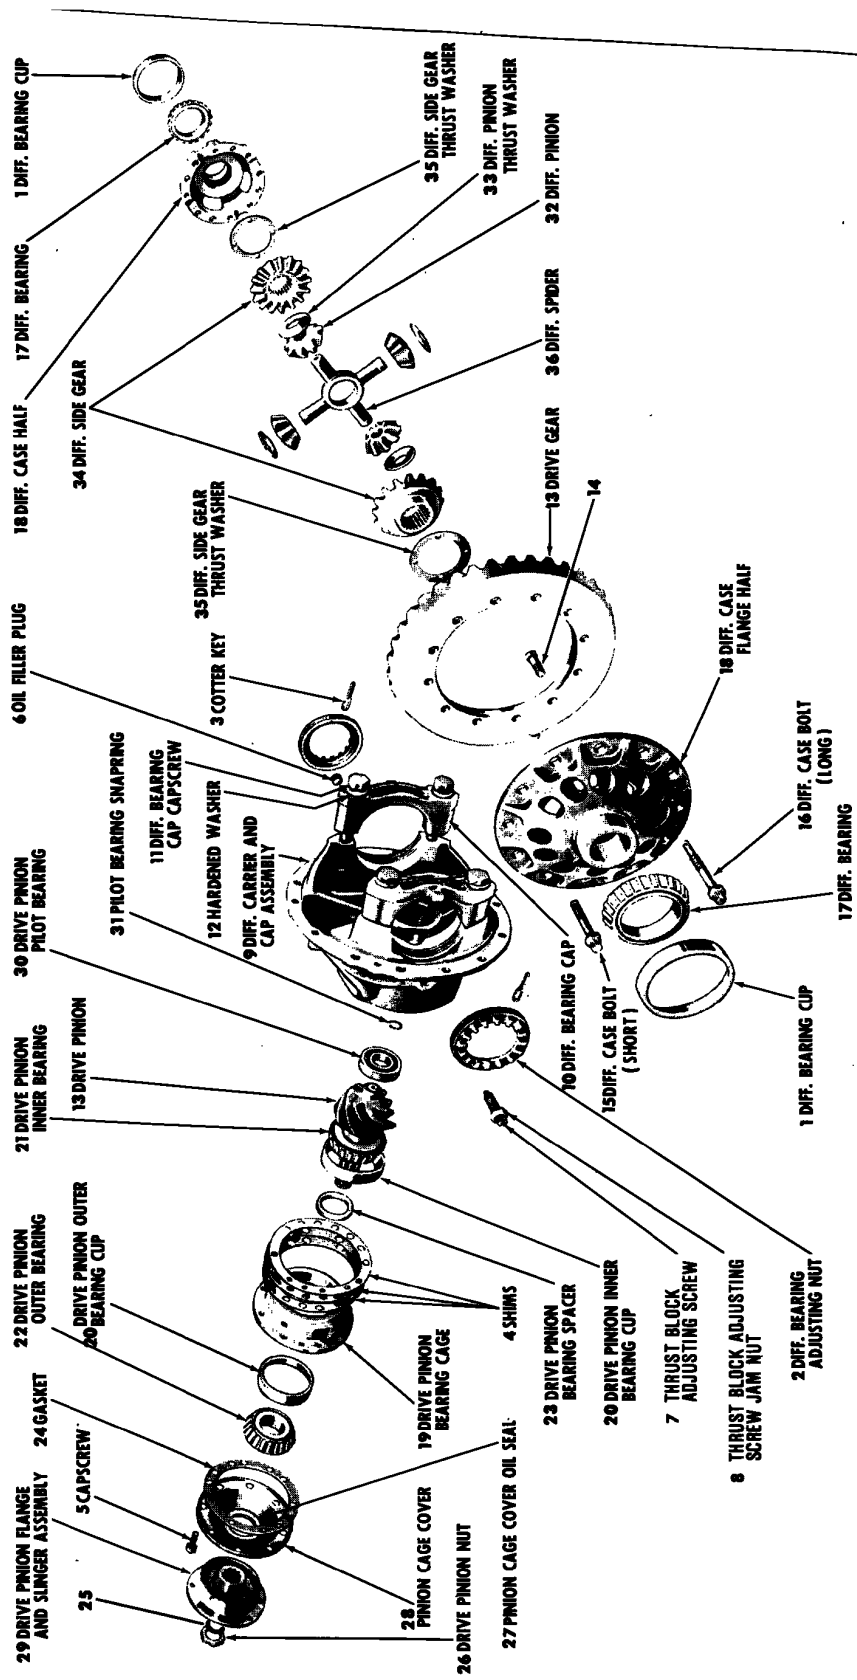 29 DRIVE PINION FLANGE
AND SLINGER ASSEMBLY
5 CAPSCREW
24 GASKET
22 DRIVE PINION
OUTER BEARING
20 DRIVE PINION OUTER
BEARING CUP
21 DRIVE PINION
INNER BEARING
13 DRIVE PINION
30 DRIVE PINION
PILOT BEARING
31 PILOT BEARING SNAPRING
11 DIFF. BEARING
CAP CAPSCREW
12 HARDENED WASHER
9 DIFF. CARRIER AND
CAP ASSEMBLY
6 OIL FILLER PLUG
3 COTTER KEY
35 DIFF. SIDE GEAR
THRUST WASHER
18 DIFF. CASE HALF
34 DIFF. SIDE GEAR
17 DIFF. BEARING
1 DIFF. BEARING CUP
25
26 DRIVE PINION NUT
28
PINION CAGE COVER
27 PINION CAGE COVER OIL SEAL
19 DRIVE PINION
BEARING CAGE
4 SHIMS
23 DRIVE PINION
BEARING SPACER
20 DRIVE PINION INNER
BEARING CUP
7 THRUST BLOCK
ADJUSTING SCREW
8 THRUST BLOCK ADJUSTING
SCREW JAM NUT
2 DIFF. BEARING
ADJUSTING NUT
10 DIFF. BEARING CAP
15 DIFF. CASE BOLT
(SHORT)
1 DIFF. BEARING CUP
17 DIFF. BEARING
16 DIFF. CASE BOLT
(LONG)
18 DIFF. CASE
FLANGE HALF
14
13 DRIVE GEAR
36 DIFF. SPIDER
32 DIFF. PINION
33 DIFF. PINION
THRUST WASHER
35 DIFF. SIDE GEAR
THRUST WASHER